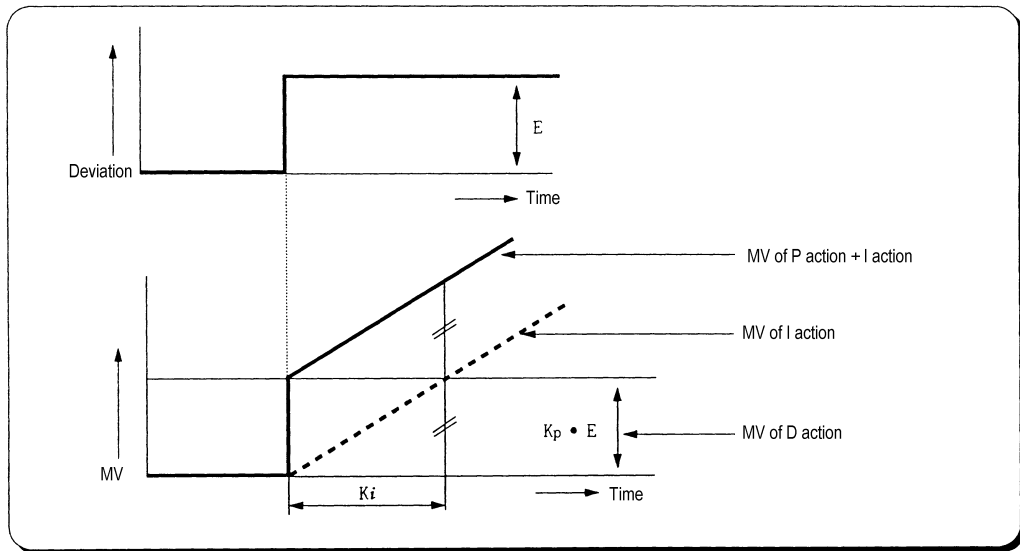 E
Deviation
Time
MV of P action + I action
MV of I action
Kp • E
MV of D action
MV
Ki
Time